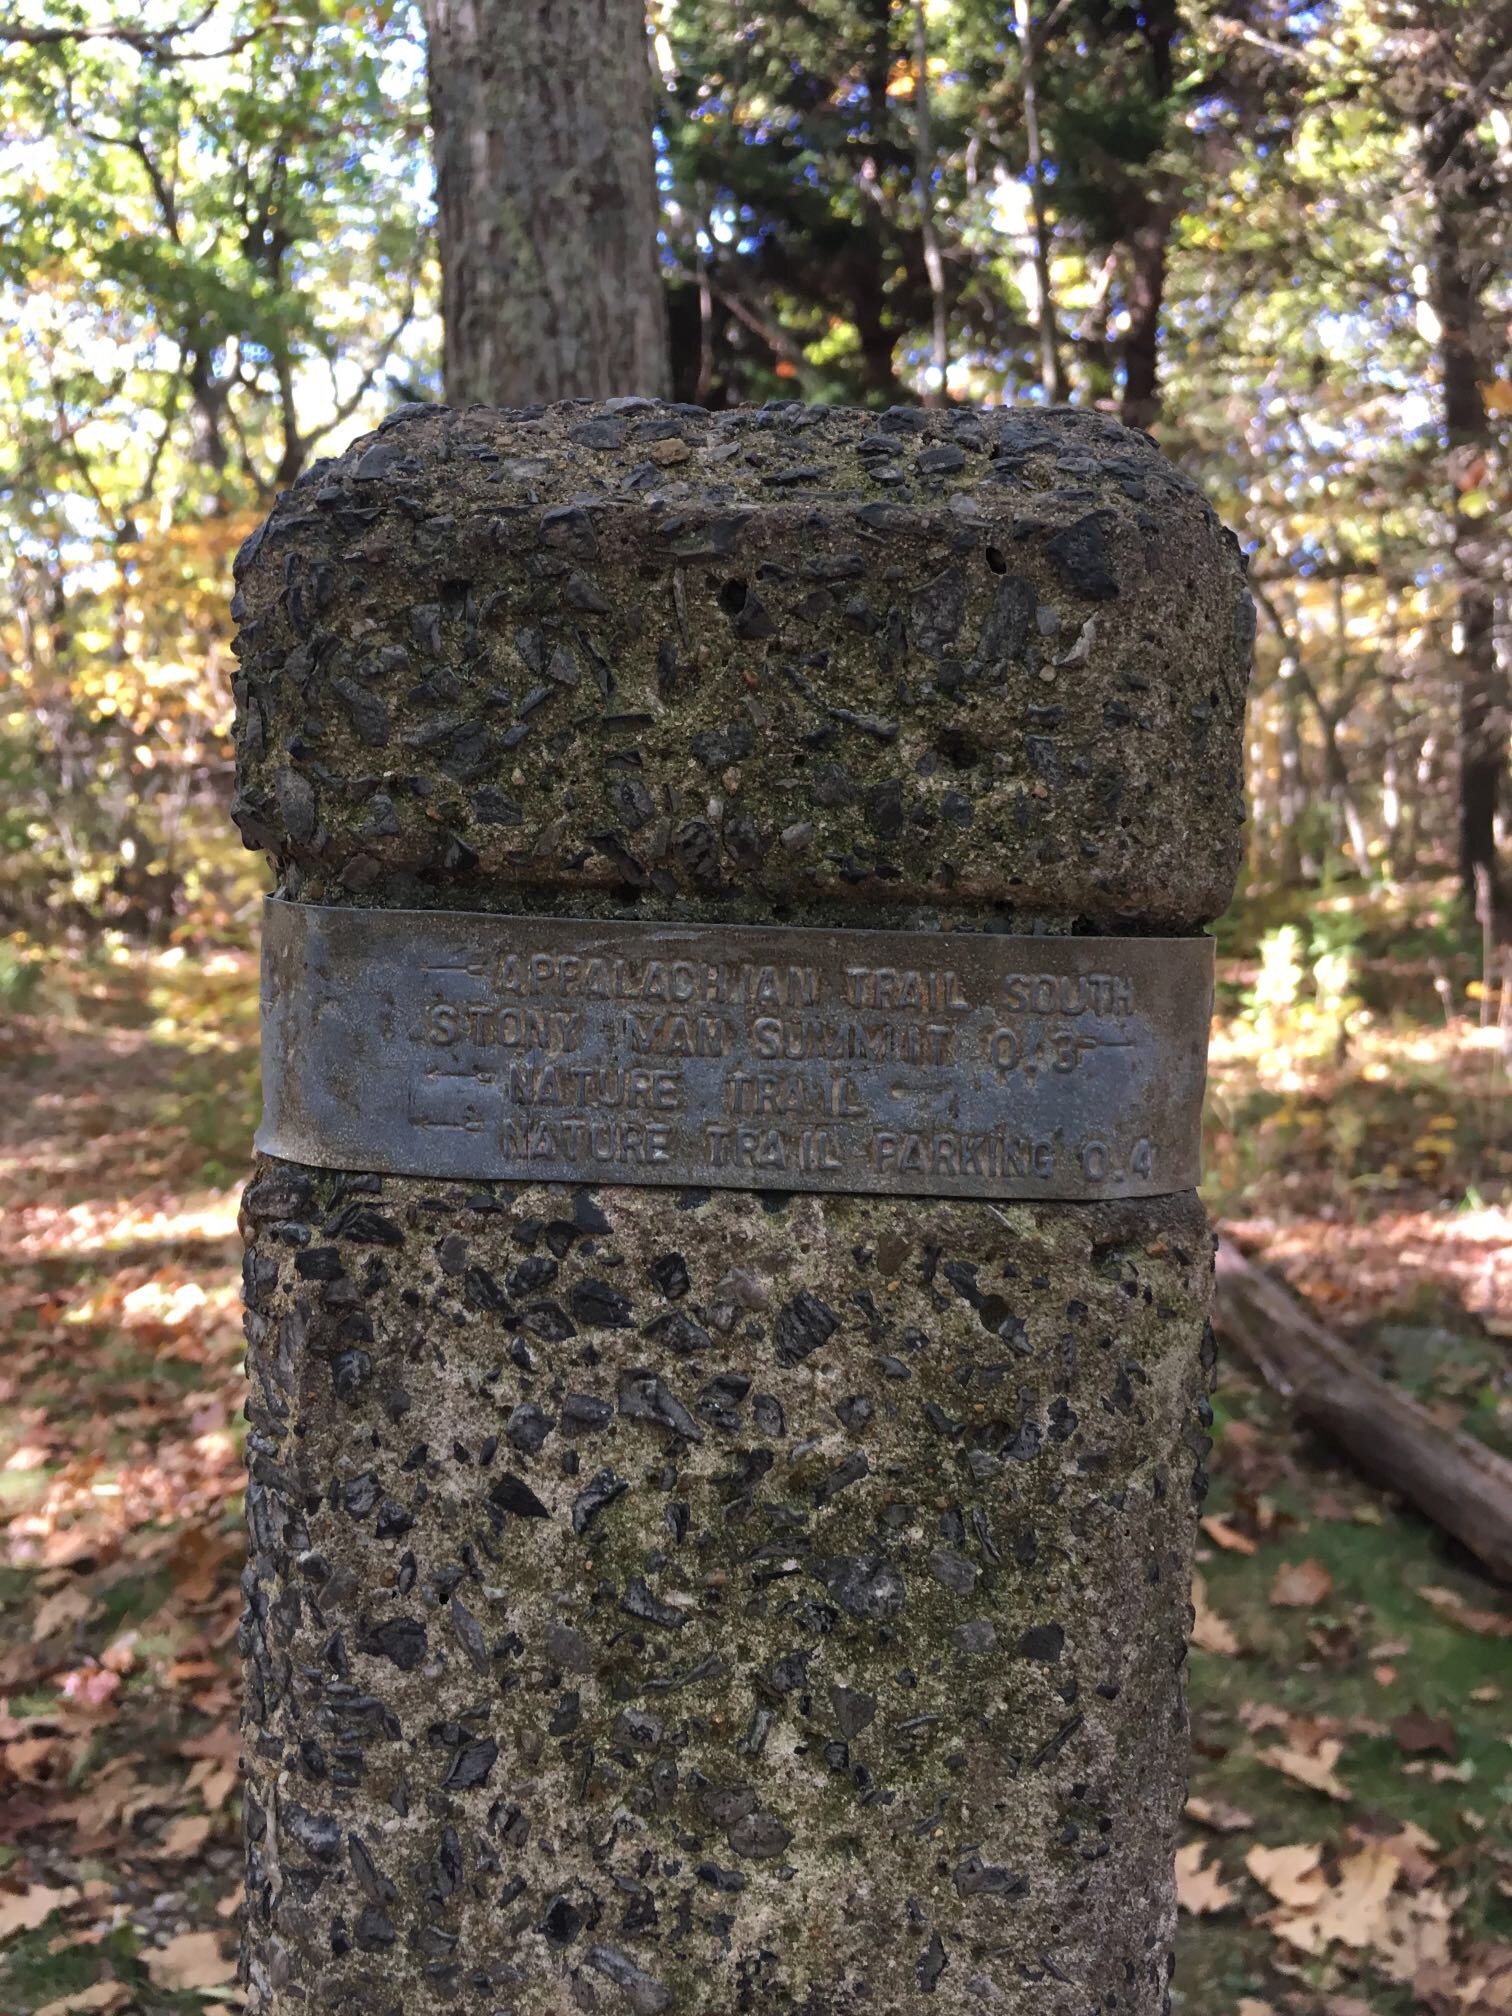 ← APPALACHIAN TRAIL SOUTH
STONY MAN SUMMIT 0.3 →
← NATURE TRAIL →
← NATURE TRAIL PARKING 0.4